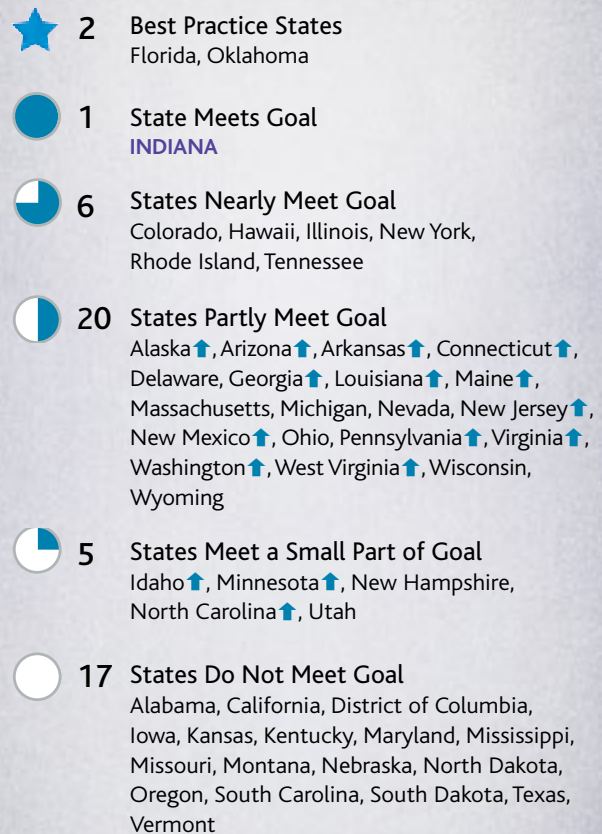 2 Best Practice States
Florida, Oklahoma
1 State Meets Goal
INDIANA
6 States Nearly Meet Goal
Colorado, Hawaii, Illinois, New York,
Rhode Island, Tennessee
20 States Partly Meet Goal
Alaska⬆, Arizona⬆, Arkansas⬆, Connecticut⬆,
Delaware, Georgia⬆, Louisiana⬆, Maine⬆,
Massachusetts, Michigan, Nevada, New Jersey⬆,
New Mexico⬆, Ohio, Pennsylvania⬆, Virginia⬆,
Washington⬆, West Virginia⬆, Wisconsin,
Wyoming
5 States Meet a Small Part of Goal
Idaho⬆, Minnesota⬆, New Hampshire,
North Carolina⬆, Utah
17 States Do Not Meet Goal
Alabama, California, District of Columbia,
Iowa, Kansas, Kentucky, Maryland, Mississippi,
Missouri, Montana, Nebraska, North Dakota,
Oregon, South Carolina, South Dakota, Texas,
Vermont